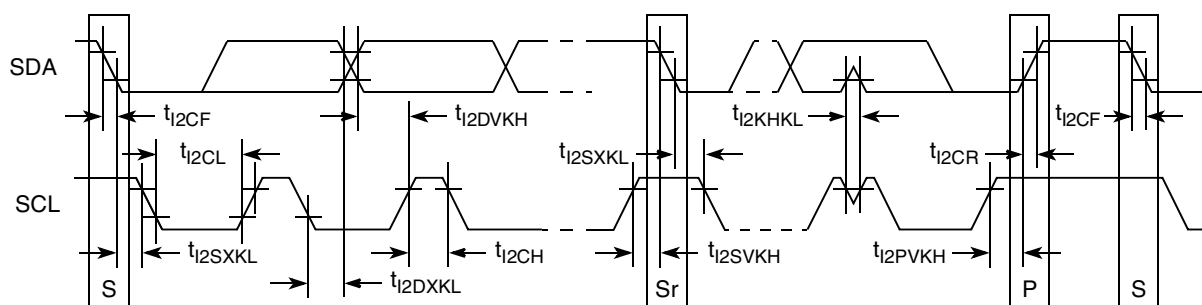 SDA
tI2CF
tI2DVKH
tI2KHKL
tI2CF
tI2CL
tI2SXKL
tI2CR
SCL
tI2SXKL
tI2CH
tI2SVKH
tI2PVKH
tI2DXKL
S
Sr
P
S